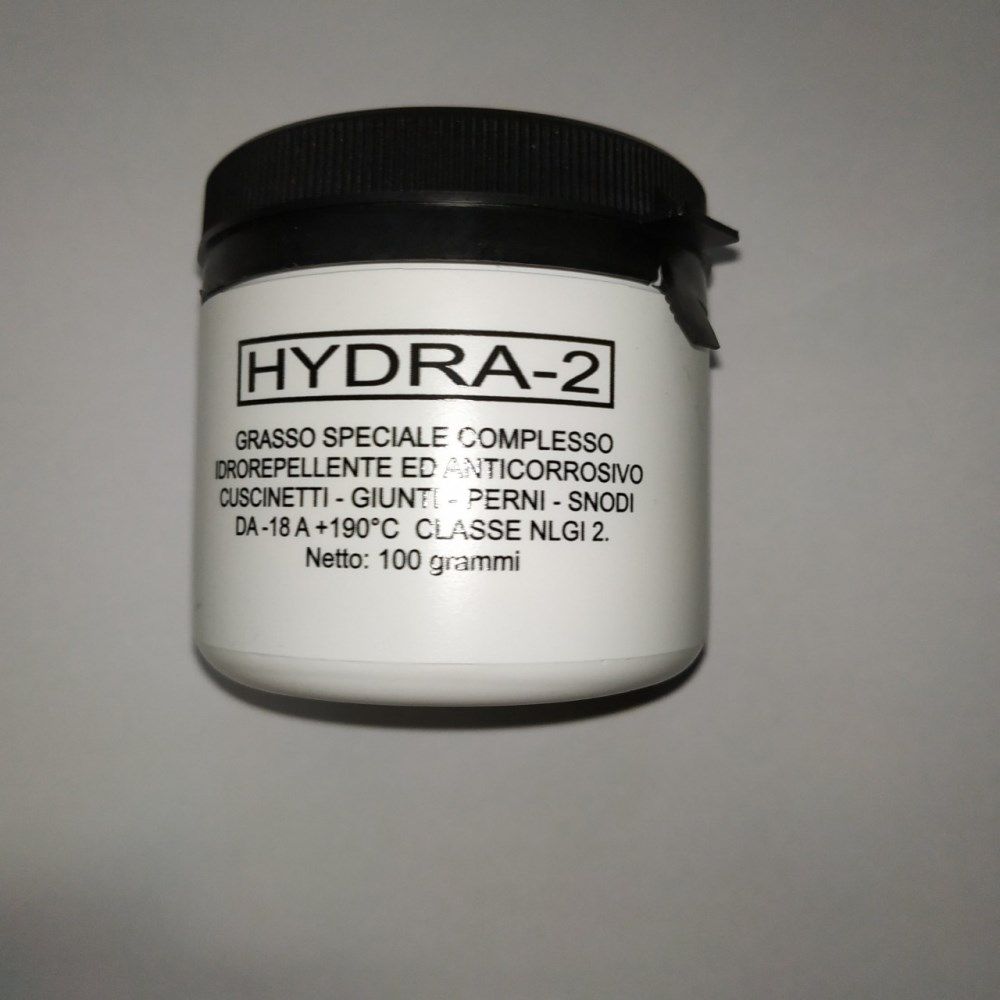 HYDRA-2
GRASSO SPECIALE COMPLESSO
IDROREPELLENTE ED ANTICORROSIVO
CUSCINETTI - GIUNTI - PERNI - SNODI
DA -18 A +190°C CLASSE NLGI 2.
Netto: 100 grammi